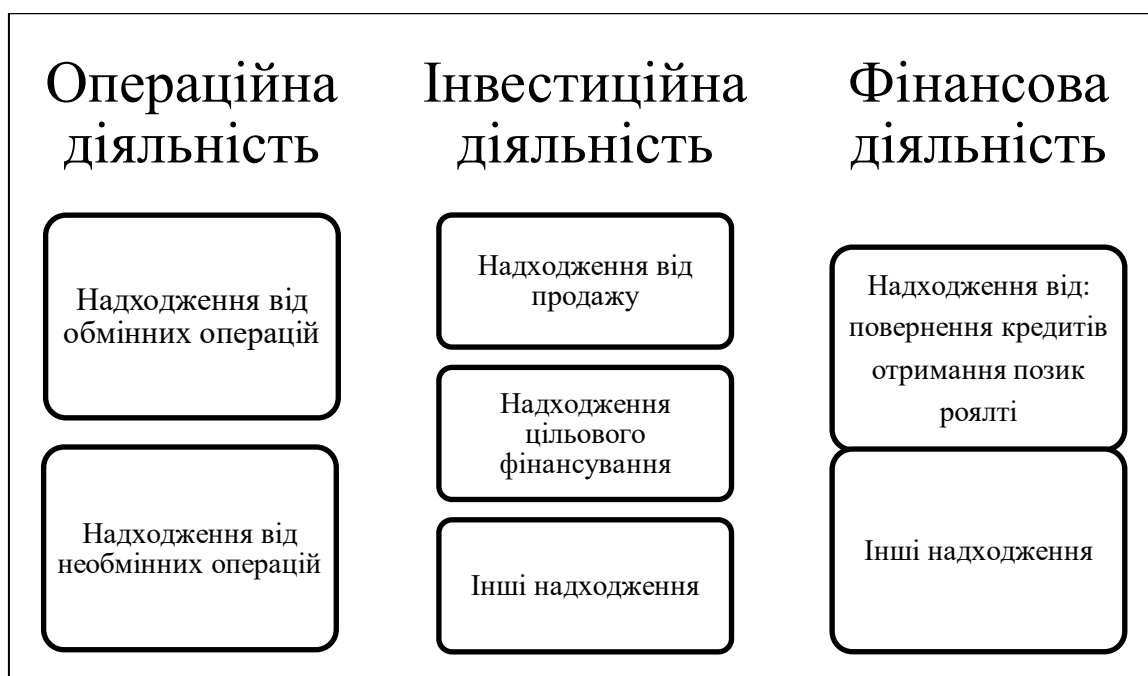 Операційна
діяльність
Надходження від
обмінних операцій
Надходження від
необмінних операцій
Інвестиційна
діяльність
Надходження від
продажу
Надходження
цільового
фінансування
Інші надходження
Фінансова
діяльність
Надходження від:
повернення кредитів
отримання позик
роялті
Інші надходження